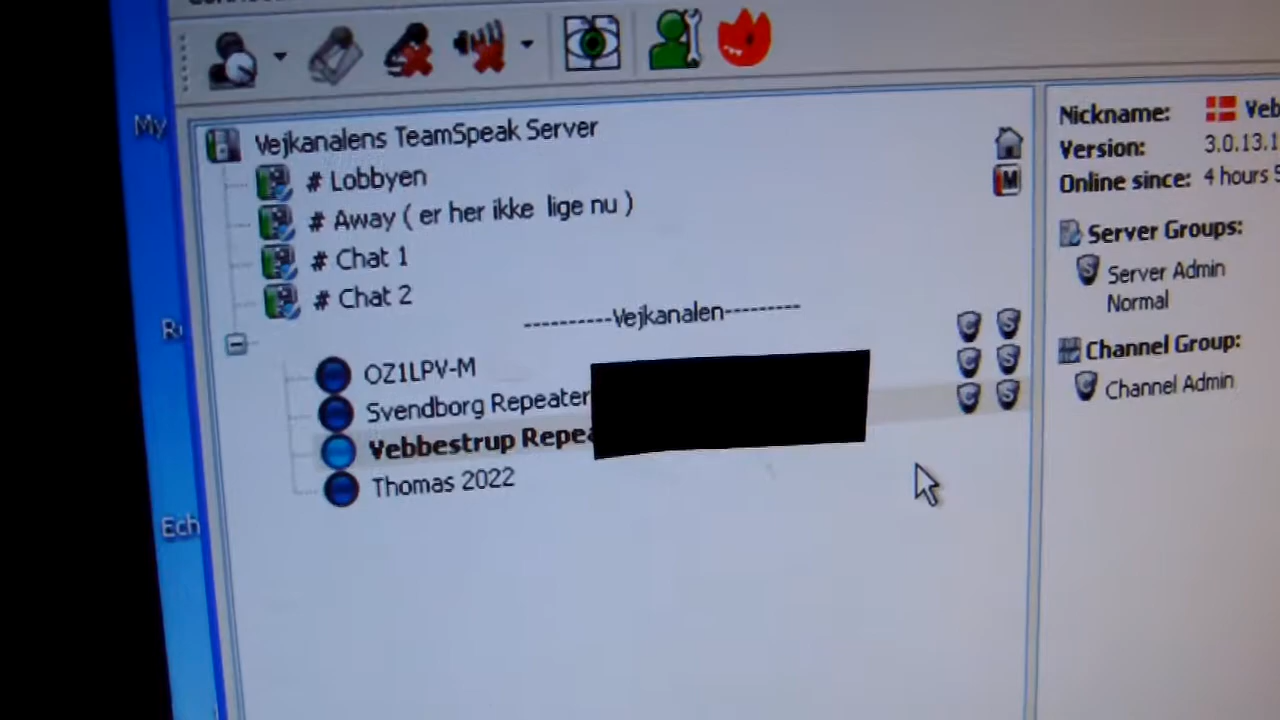 My
Vejkanalens TeamSpeak Server
# Lobbyen
# Away ( er her ikke lige nu )
# Chat 1
# Chat 2
----------Vejkanalen---------
OZ1LPV-M
Svendborg Repeater
Vebbestrup
Thomas 2022
Ech
Nickname:
Version: 3.0.13.1
Online since: 4 hours
Server Groups:
Server Admin
Normal
Channel Group:
Channel Admin